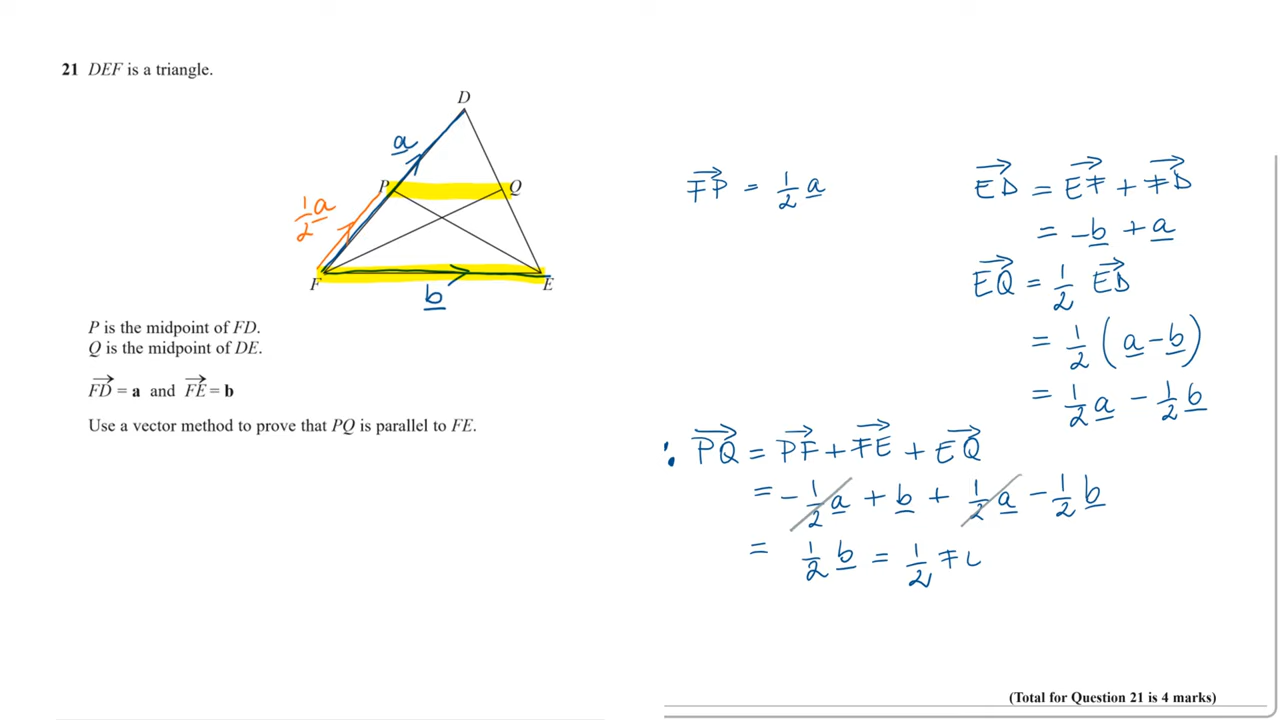 21 DEF is a triangle.
D
a
P
Q
1/2 a
F
b
E
P is the midpoint of FD.
Q is the midpoint of DE.
FD→ = a and FE→ = b
Use a vector method to prove that PQ is parallel to FE.
FP→ = 1/2 a
ED→ = EF→ + FD→
= -b + a
EQ→ = 1/2 ED→
= 1/2 (a - b)
= 1/2 a - 1/2 b
∴ PQ→ = PF→ + FE→ + EQ→
= - 1/2 a + b + 1/2 a - 1/2 b
= 1/2 b = 1/2 F
(Total for Question 21 is 4 marks)